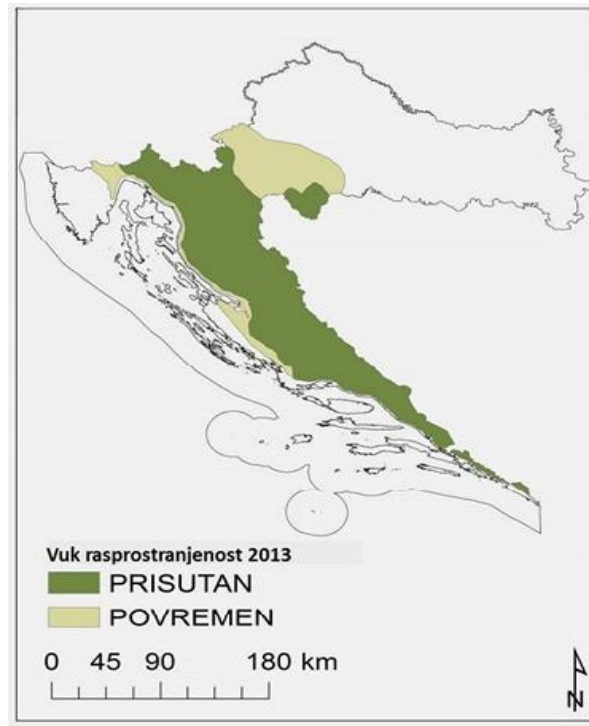 Vuk rasprostranjenost 2013
PRISUTAN
POVREMEN
0 45 90 180 km
N